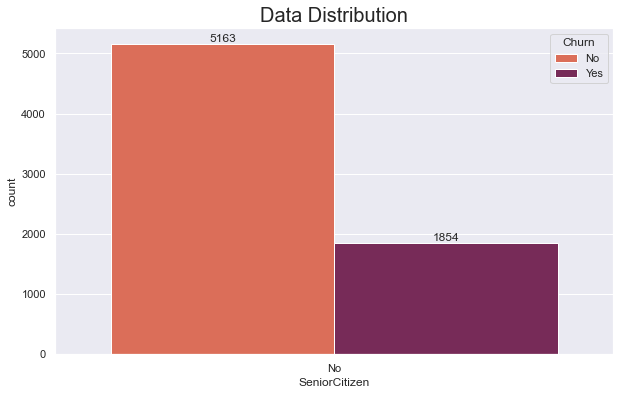 Data Distribution
Churn
No
Yes
5163
1854
5000
4000
3000
2000
1000
0
count
No
SeniorCitizen